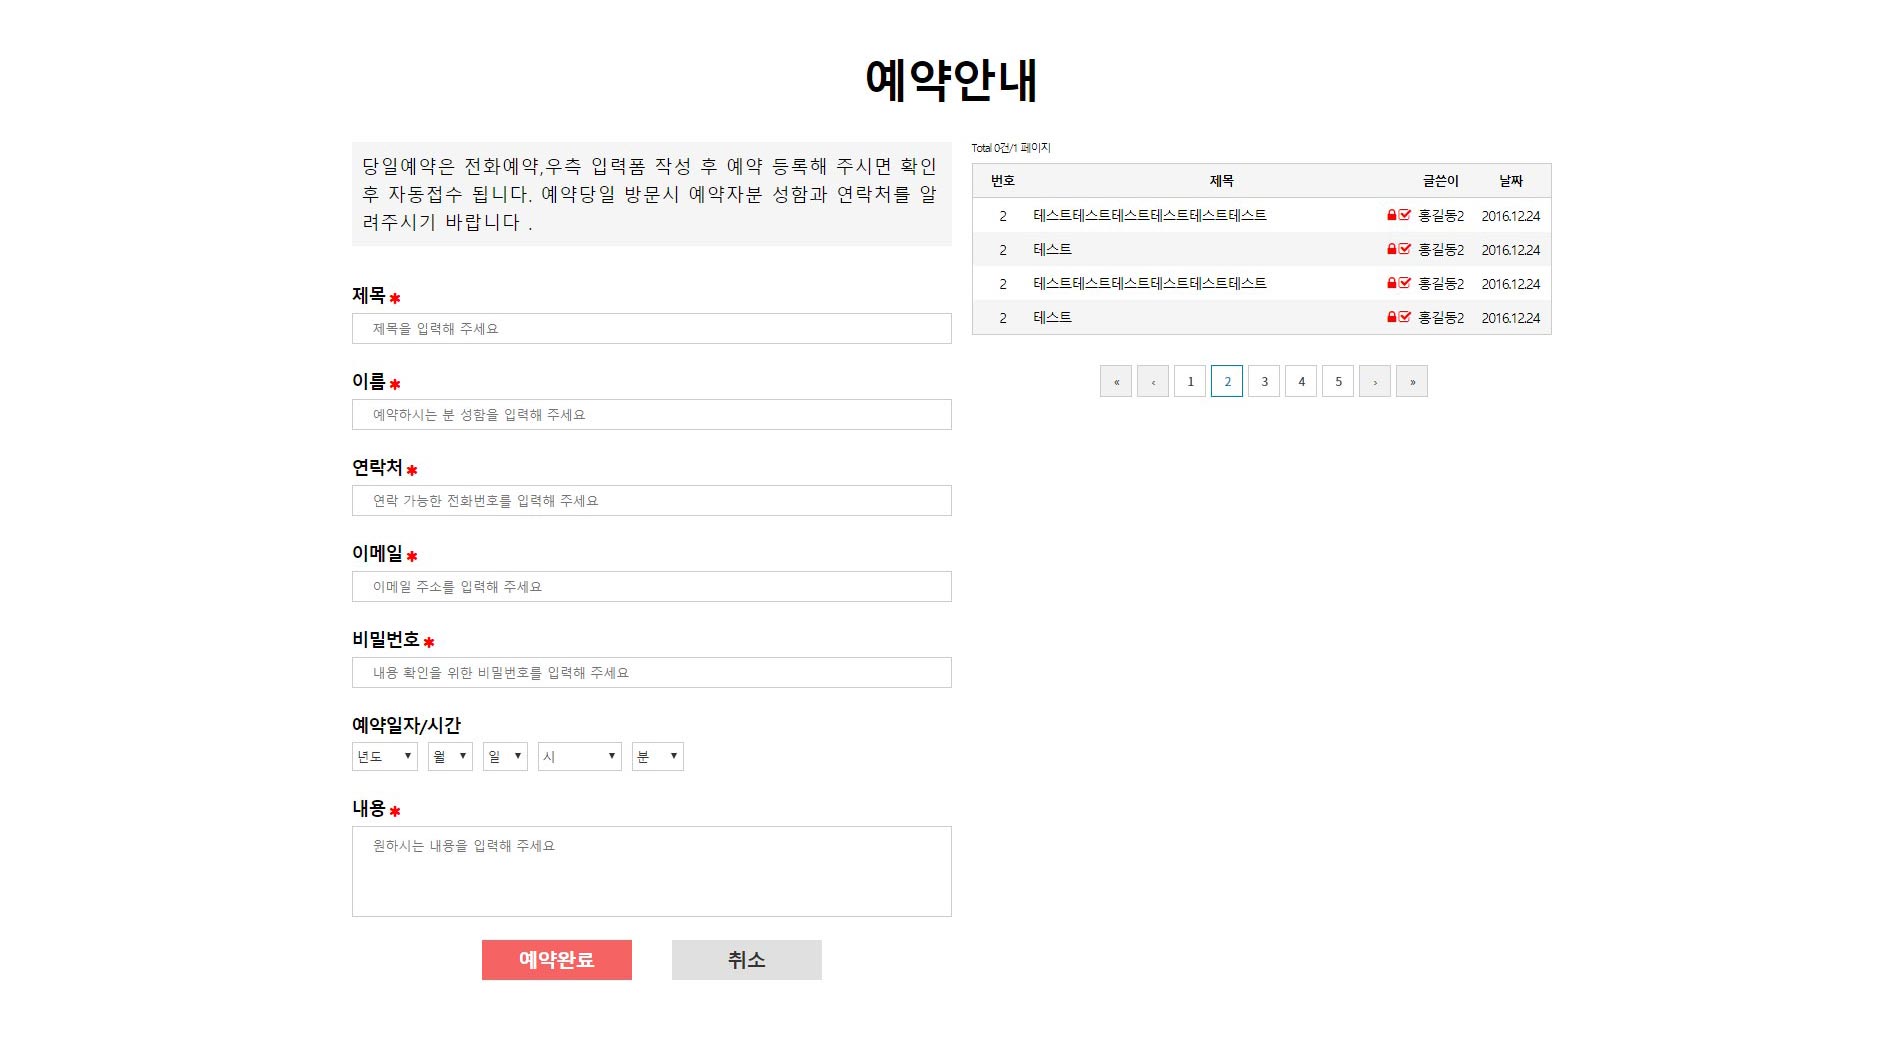 예약안내
당일예약은 전화예약,우측 입력폼 작성 후 예약 등록해 주시면 확인
후 자동접수 됩니다. 예약당일 방문시 예약자분 성함과 연락처를 알
려주시기 바랍니다 .
제목 *
제목을 입력해 주세요
이름 *
예약하시는 분 성함을 입력해 주세요
연락처 *
연락 가능한 전화번호를 입력해 주세요
이메일 *
이메일 주소를 입력해 주세요
비밀번호 *
내용 확인을 위한 비밀번호를 입력해 주세요
예약일자/시간
년도 월 일 시 분
내용 *
원하시는 내용을 입력해 주세요
예약완료 취소
Total 0건/1 페이지
번호 제목 글쓴이 날짜
2 테스트테스트테스트테스트테스트테스트 홍길동2 2016.12.24
2 테스트 홍길동2 2016.12.24
2 테스트테스트테스트테스트테스트테스트 홍길동2 2016.12.24
2 테스트 홍길동2 2016.12.24
« ‹ 1 2 3 4 5 › »